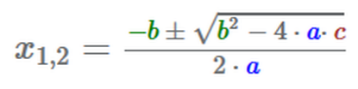 x₁,₂ = (-b ± √(b² − 4 · a · c)) / (2 · a)